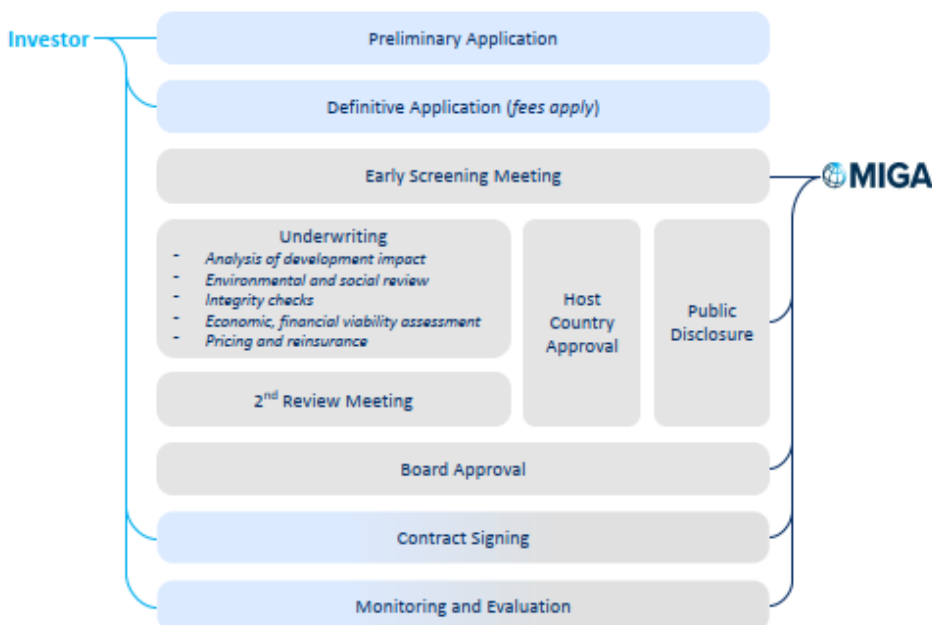 Investor
Preliminary Application
Definitive Application (fees apply)
Early Screening Meeting
MIGA
Underwriting
- Analysis of development impact
- Environmental and social review
- Integrity checks
- Economic, financial viability assessment
- Pricing and reinsurance
2nd Review Meeting
Host
Country
Approval
Public
Disclosure
Board Approval
Contract Signing
Monitoring and Evaluation